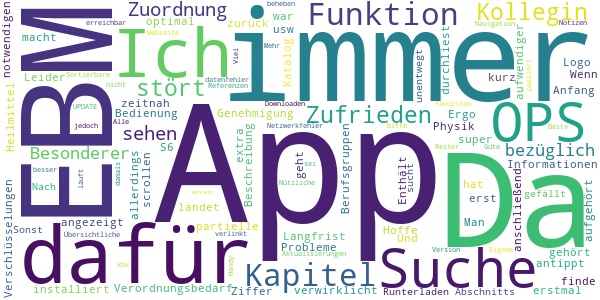 notwendigen
Zuordnung
zurück
war
optimal
usw
Funktion
Kollegin
erreichbar
macht
beheben
Notizen
Webseite
Viel
Mehr
Navigation
Sortierbare
nicht
Leider
Ich
immer
Katalog
Referenzen
datenfehler
unentwegt
durchliest
aufwendiger
Logo
Wenn
Anfang
kurz
stört
EBM
Heilmittel
UPDATE
jedoch
Alle
zeitnah
Bedienung
Genehmigung
Downloaden
Favoriten
Beste
Zufrieden
Ergo
Physik
OPS
Reiter
Gute
super
bezüglich
Besonderer
S6
sehen
App
Da
Netzwerkfehler
bitte
extra
Beschreibung
Berufsgruppen
geht
sei
Enthält
sucht
Informationen
besser
Nach
läuft
damals
allerdings
scrollen
Nützliche
hat
erst
Man
gefällt
anschließend
aufgehört
Verschlüsselungen
Sonst
angezeigt
landet
partielle
verlinkt
Langfrist
Hoffe
Und
Übersichtliche
dafür
Probleme
Aktualisierungen
gehört
antippt
kbv
Handy
Kapitel
Suche
Version
Eigene
finde
installiert
Verordnungsbedarf
Ziffer
verwirklicht
Runterladen
Abschnitts
erstmal